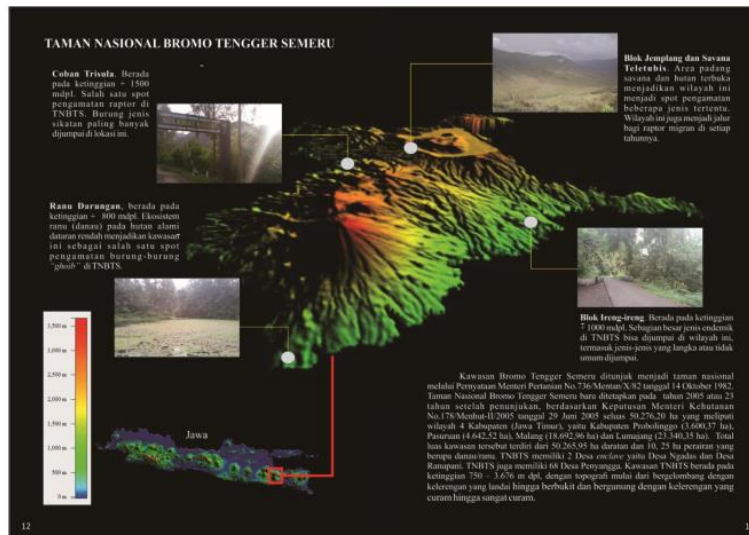 TAMAN NASIONAL BROMO TENGGER SEMERU
Coban Trisula. Berada
pada ketinggian + 1500
mdpl. Salah satu spot
pengamatan raptor di
TNBTS. Burung jenis
sikatan paling banyak
dijumpai di lokasi ini.
Blok Jemplang dan Savana
Teletubis. Area padang
savana dan hutan terbuka
menjadikan wilayah ini
menjadi spot pengamatan
beberapa jenis tertentu.
Wilayah ini juga menjadi jalur
bagi raptor migran di setiap
tahunnya.
Ranu Darungan, berada pada
ketinggian + 800 mdpl. Ekosistem
ranu (danau) pada hutan alami
dataran rendah menjadikan kawasan
ini sebagai salah satu spot
pengamatan burung-burung
"ghoib" di TNBTS.
Blok Ireng-ireng. Berada pada ketinggian
+ 1000 mdpl. Sebagian besar jenis endemik
di TNBTS bisa dijumpai di wilayah ini,
termasuk jenis-jenis yang langka atau tidak
umum dijumpai.
3,500 m
3,000 m
2,500 m
2,000 m
1,500 m
1,000 m
500 m
0 m
Jawa
Kawasan Bromo Tengger Semeru ditunjuk menjadi taman nasional
melalui Pernyataan Menteri Pertanian No.736/Mentan/X/82 tanggal 14 Oktober 1982.
Taman Nasional Bromo Tengger Semeru baru ditetapkan pada tahun 2005 atau 23
tahun setelah penunjukan, berdasarkan Keputusan Menteri Kehutanan
No.178/Menhut-II/2005 tanggal 29 Juni 2005 seluas 50.276,20 ha yang meliputi
wilayah 4 Kabupaten (Jawa Timur), yaitu Kabupaten Probolinggo (3.600,37 ha),
Pasuruan (4.642,52 ha), Malang (18.692,96 ha) dan Lumajang (23.340,35 ha). Total
luas kawasan tersebut terdiri dari 50.265,95 ha daratan dan 10, 25 ha perairan yang
berupa danau/ranu. TNBTS memiliki 2 Desa enclave yaitu Desa Ngadas dan Desa
Ranupani. TNBTS juga memiliki 68 Desa Penyangga. Kawasan TNBTS berada pada
ketinggian 750 – 3.676 m dpl, dengan topografi mulai dari bergelombang dengan
kelerengan yang landai hingga berbukit dan bergunung dengan kelerengan yang
curam hingga sangat curam.
12